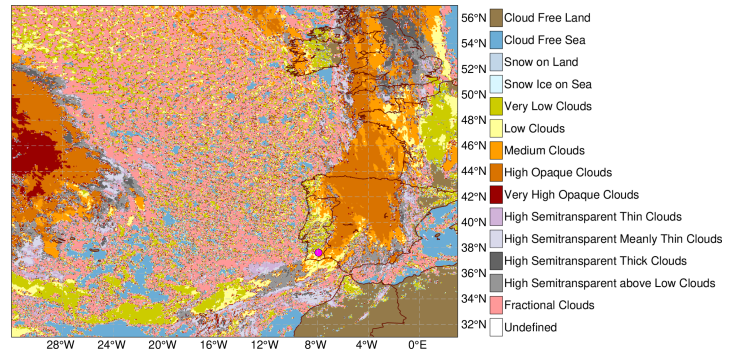 56°N
54°N
52°N
50°N
48°N
46°N
44°N
42°N
40°N
38°N
36°N
34°N
32°N
28°W 24°W 20°W 16°W 12°W 8°W 4°W 0°E
Cloud Free Land
Cloud Free Sea
Snow on Land
Snow Ice on Sea
Very Low Clouds
Low Clouds
Medium Clouds
High Opaque Clouds
Very High Opaque Clouds
High Semitransparent Thin Clouds
High Semitransparent Meanly Thin Clouds
High Semitransparent Thick Clouds
High Semitransparent above Low Clouds
Fractional Clouds
Undefined